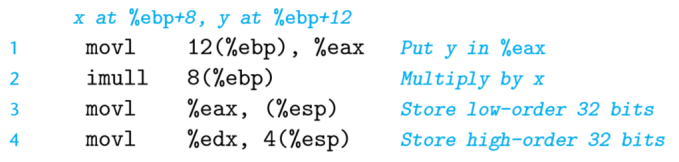 x at %ebp+8, y at %ebp+12
1 movl 12(%ebp), %eax Put y in %eax
2 imull 8(%ebp) Multiply by x
3 movl %eax, (%esp) Store low-order 32 bits
4 movl %edx, 4(%esp) Store high-order 32 bits